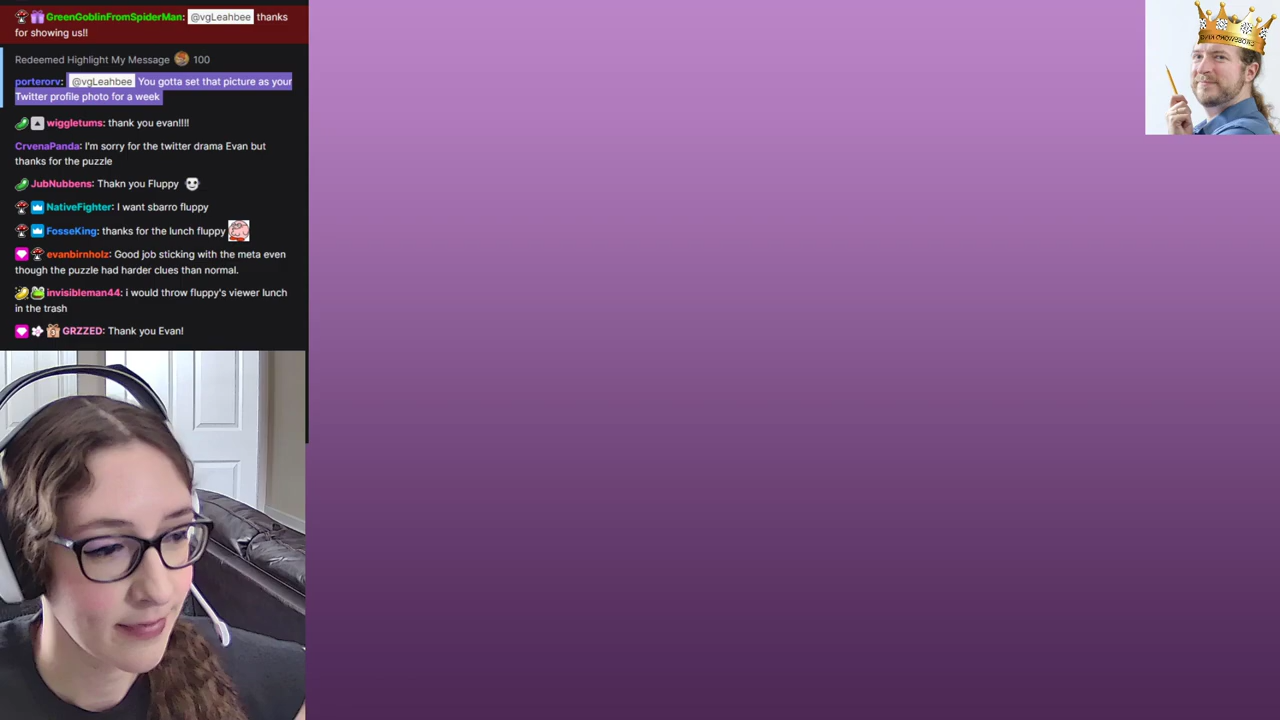 GreenGoblinFromSpiderMan: @vgLeahbee thanks
for showing us!!
Redeemed Highlight My Message 100
porterorv: @vgLeahbee You gotta set that picture as your
Twitter profile photo for a week
wiggletums: thank you evan!!!!
CrvenaPanda: I'm sorry for the twitter drama Evan but
thanks for the puzzle
JubNubbens: Thakn you Fluppy
NativeFighter: I want sbarro fluppy
FosseKing: thanks for the lunch fluppy
evanbirnholz: Good job sticking with the meta even
though the puzzle had harder clues than normal.
invisibleman44: i would throw fluppy's viewer lunch
in the trash
GRZZED: Thank you Evan!